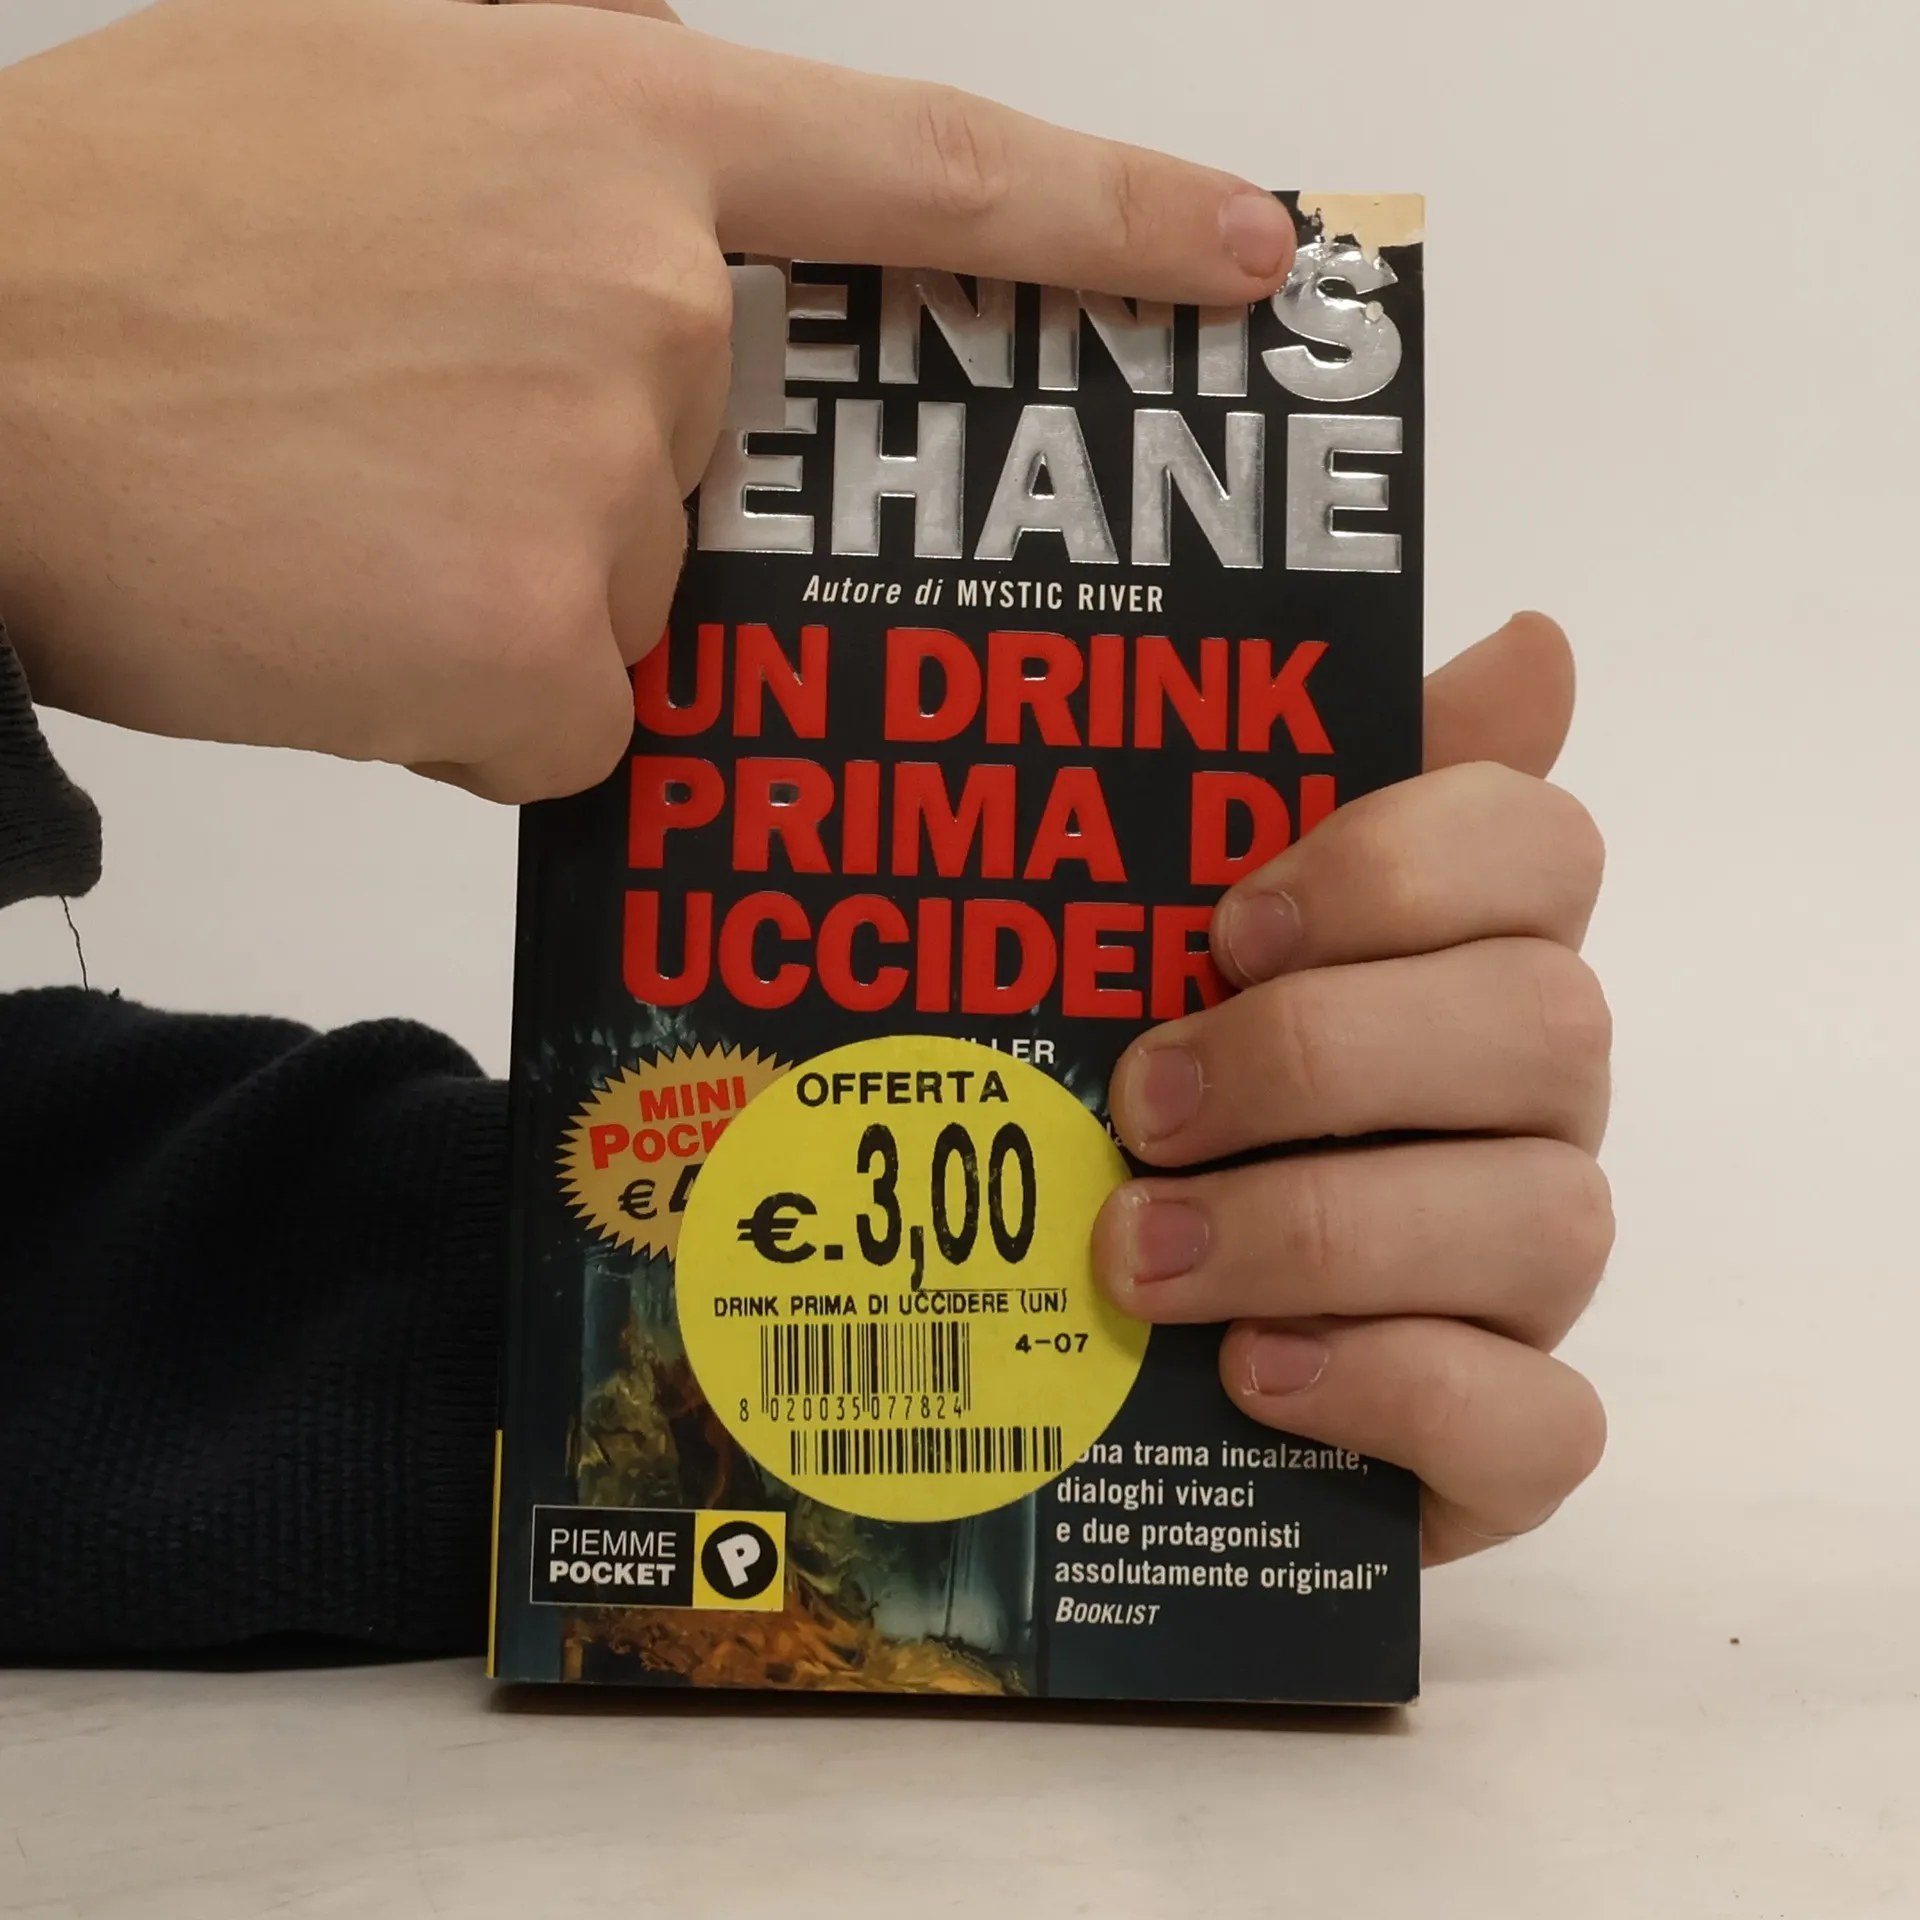 ENNIS
EHANE
Autore di MYSTIC RIVER
UN DRINK
PRIMA DI
UCCIDER
MINI
POCK
€ 4
OFFERTA
€.3,00
DRINK PRIMA DI UCCIDERE (UN)
4-07
8 020035 077824
una trama incalzante,
dialoghi vivaci
e due protagonisti
assolutamente originali”
BOOKLIST
PIEMME
POCKET
P